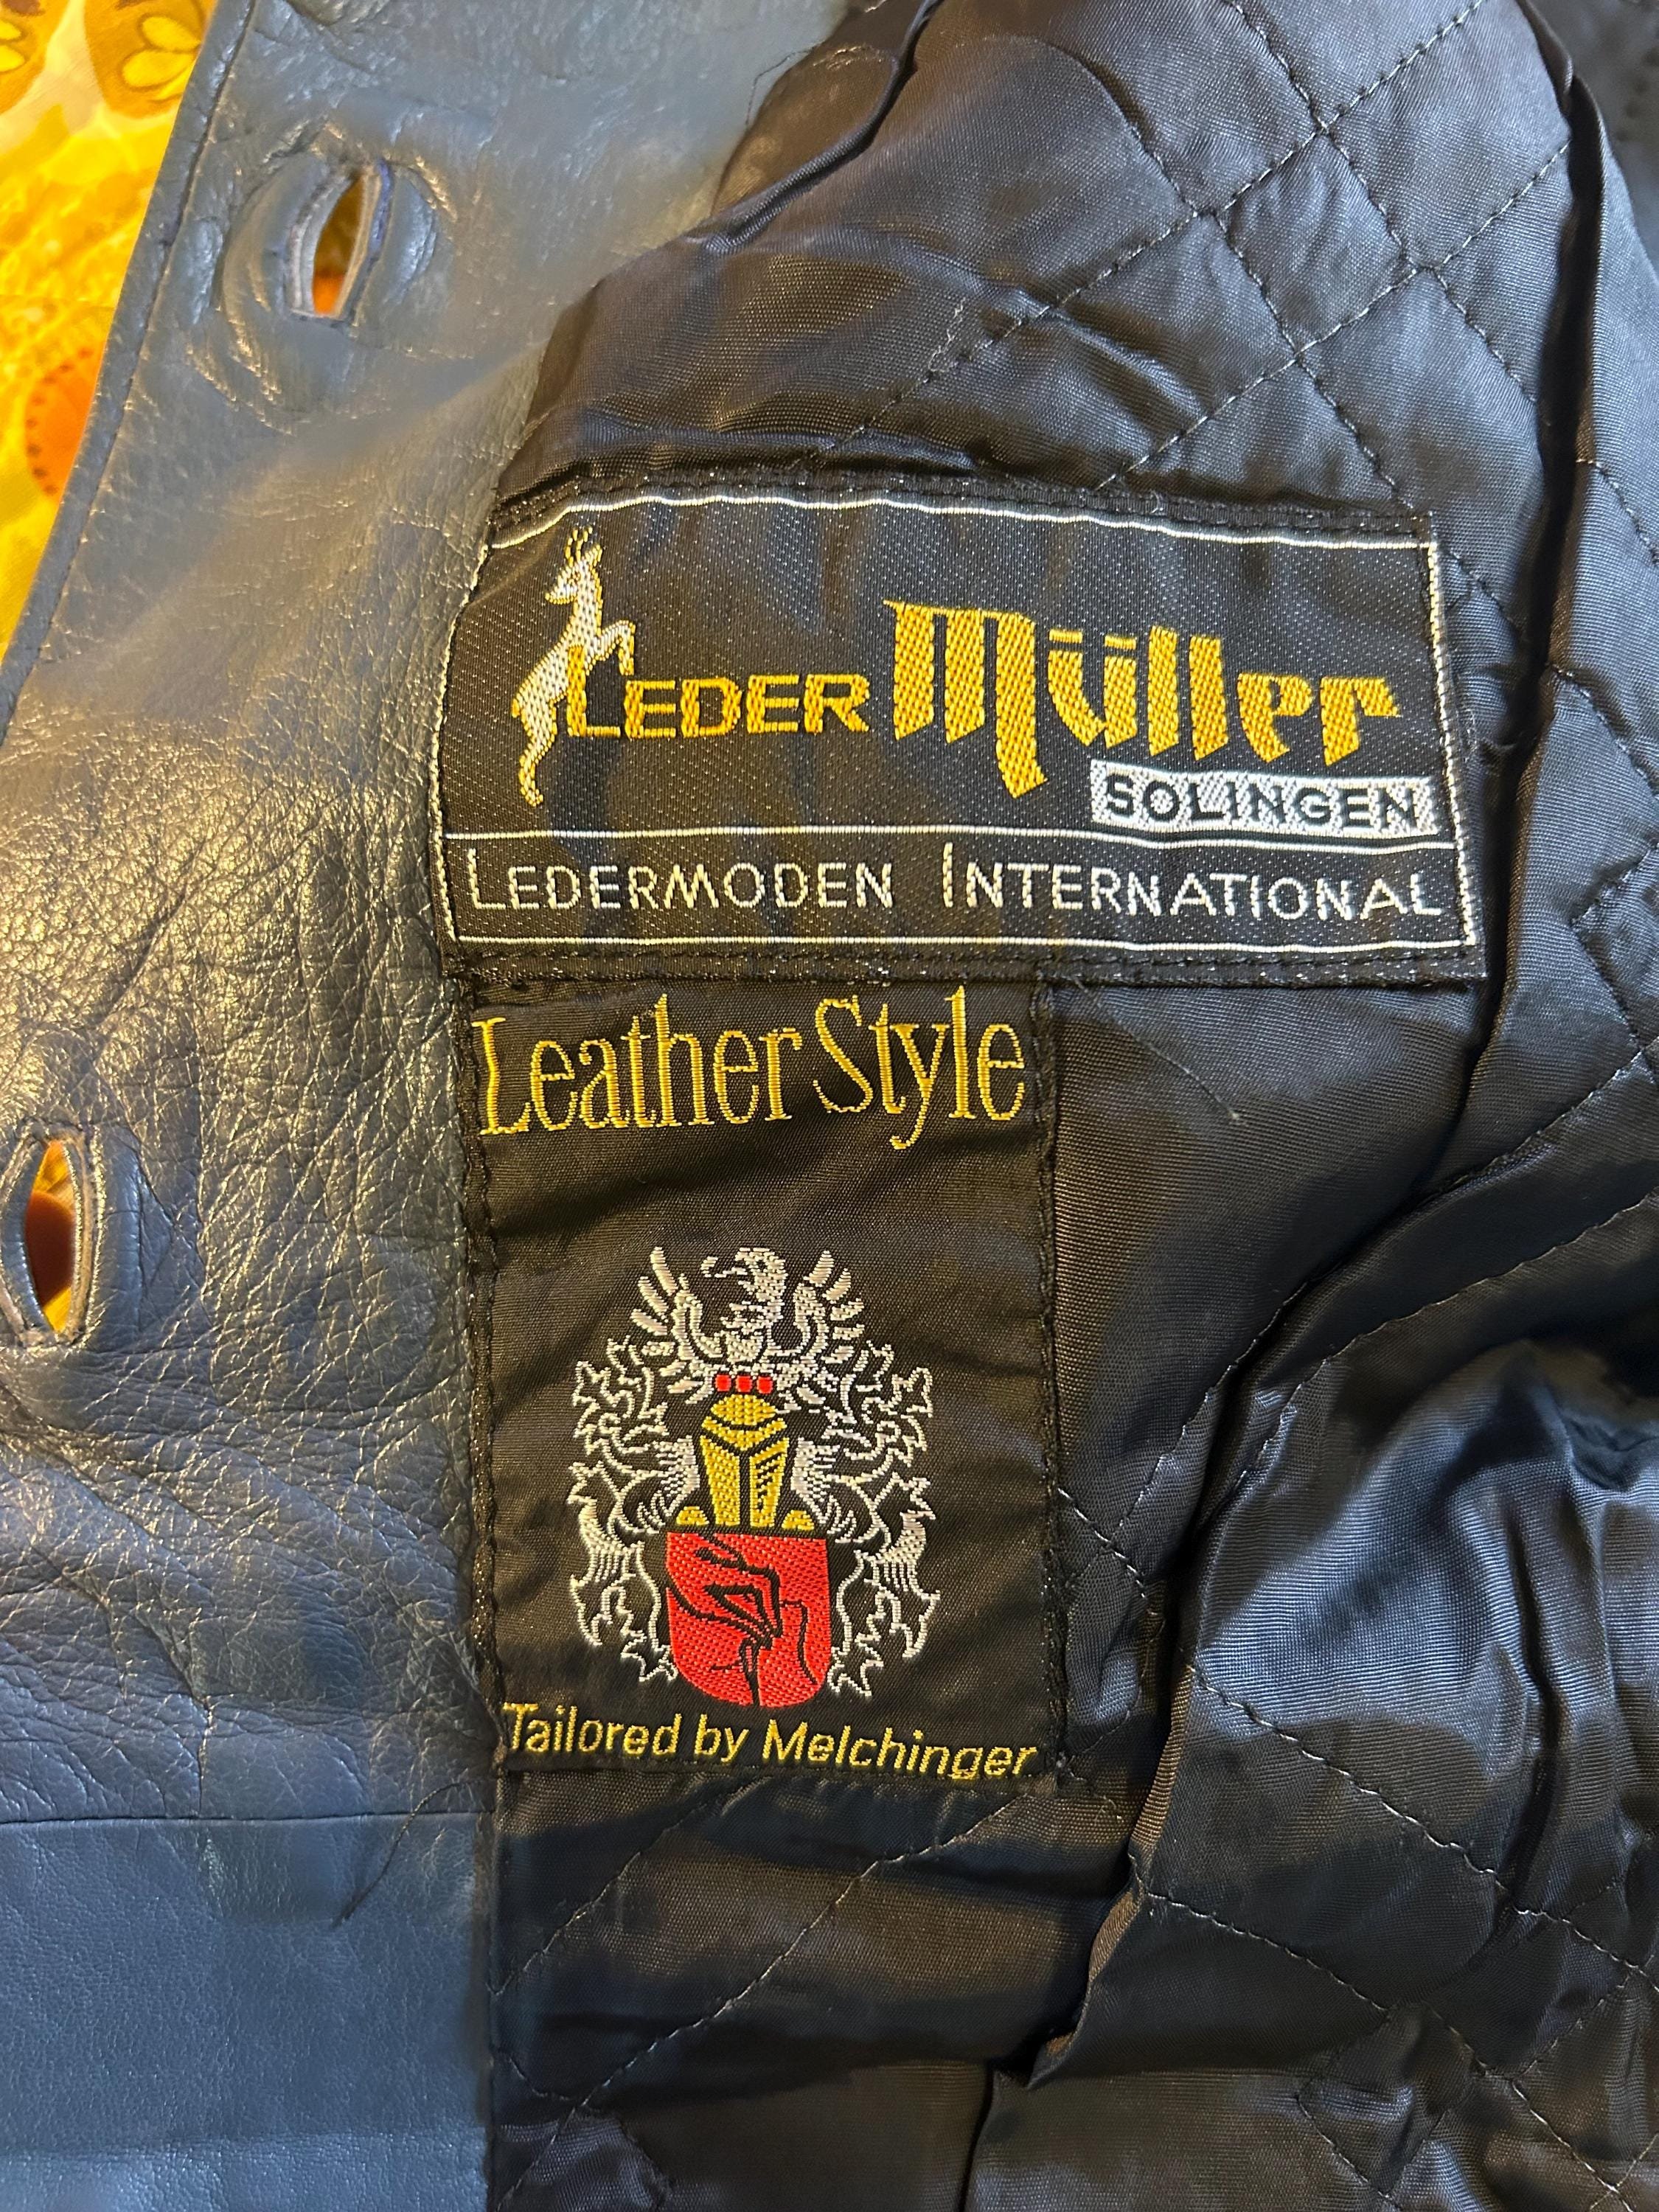 LEDER Müller
SOLINGEN
LEDERMODEN INTERNATIONAL
Leather Style
Tailored by Melchinger